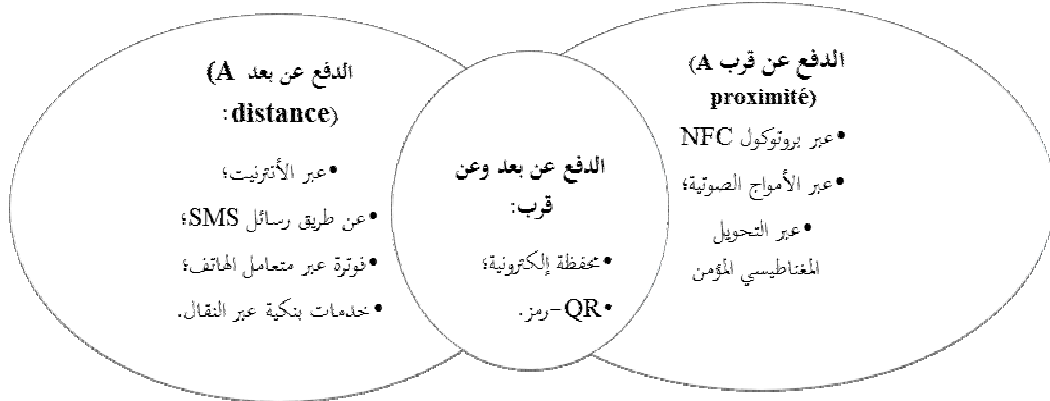 الدفع عن قرب (A
proximité)
•عبر بروتوكول NFC
•عبر الأمواج الصوتية؛
•عبر التحويل
المغناطيسي المؤمن
الدفع عن بعد وعن
قرب:
•محفظة إلكترونية؛
•QR-رمز.
الدفع عن بعد (A
distance):
•عبر الأنترنيت؛
•عن طريق رسائل SMS؛
•فوترة عبر متعامل الهاتف؛
•خدمات بنكية عبر النقال.